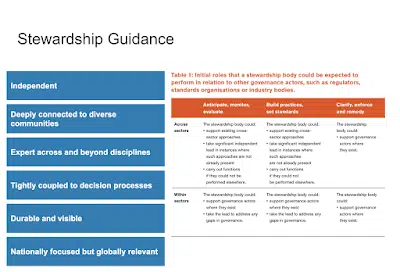 Stewardship Guidance
Independent
Deeply connected to diverse
communities
Expert across and beyond disciplines
Tightly coupled to decision processes
Durable and visible
Nationally focused but globally relevant
Table 1: Initial roles that a stewardship body could be expected to
perform in relation to other governance actors, such as regulators,
standards organisations or industry bodies.
Anticipate, monitor,
evaluate
Build practices,
set standards
Clarify, enforce
and remedy
Across
sectors
The stewardship body could:
• support existing cross-
sector approaches
• take significant independent
lead in instances where
such approaches are
not already present
• carry out functions
if they could not be
performed elsewhere.
The stewardship body could:
• support existing cross-
sector approaches
• take significant independent
lead in instances where
such approaches are
not already present
• carry out functions
if they could not be
performed elsewhere.
The stewardship body
could:
• support governance
actors where they
exist.
Within
sectors
The stewardship body could:
• support governance actors
where they exist
• take the lead to address any
gaps in governance.
The stewardship body could:
• support governance actors
where they exist
• take the lead to address any
gaps in governance.
The stewardship body
could
• support governance
actors where they
exist.